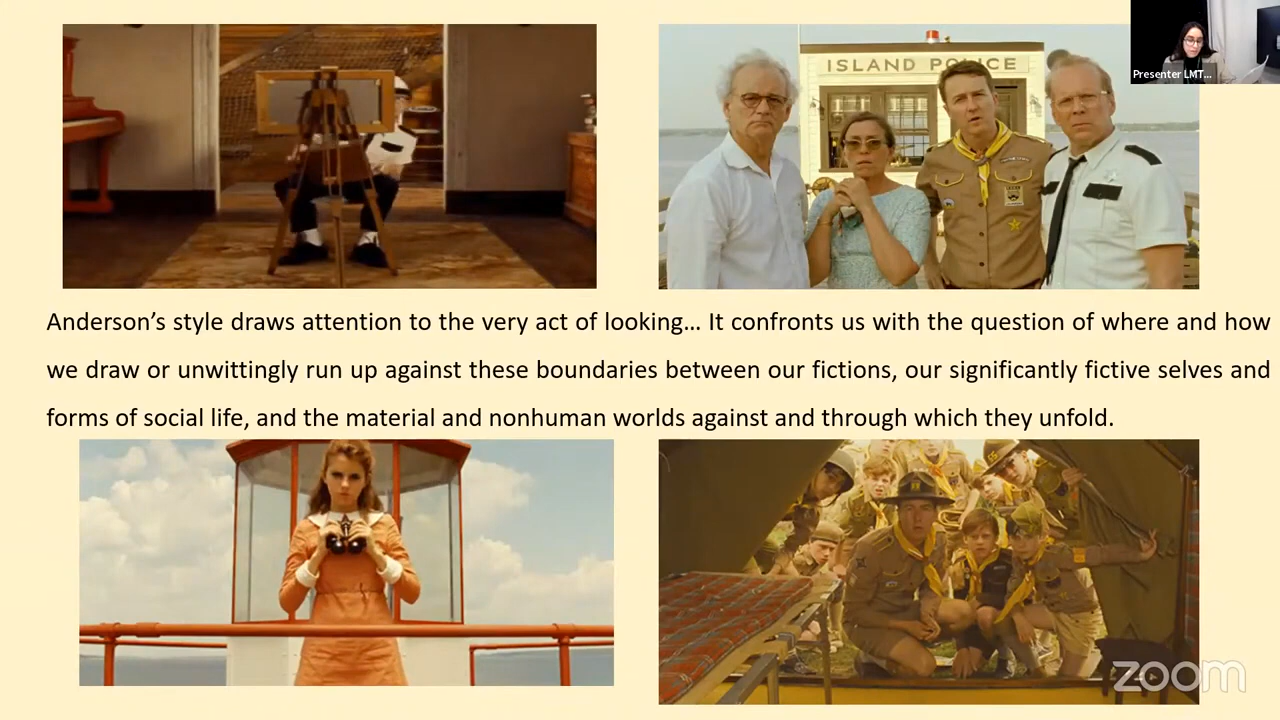 Presenter LMT...
ISLAND POLICE
Anderson’s style draws attention to the very act of looking… It confronts us with the question of where and how
we draw or unwittingly run up against these boundaries between our fictions, our significantly fictive selves and
forms of social life, and the material and nonhuman worlds against and through which they unfold.
zoom